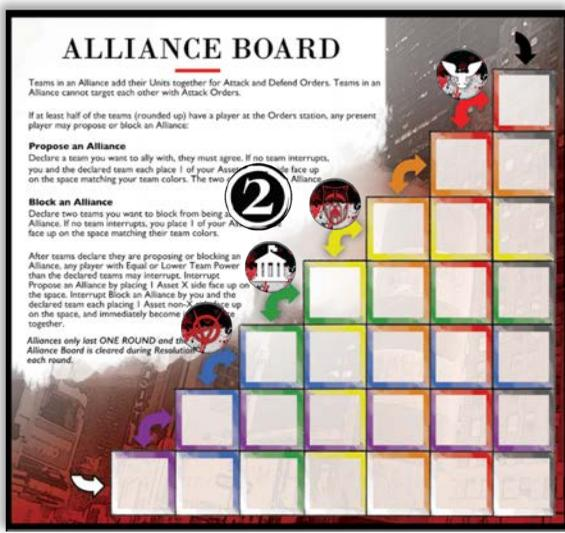 ALLIANCE BOARD
Teams in an Alliance add their Units together for Attack and Defend Orders. Teams in an
Alliance cannot target each other with Attack Orders.
If at least half of the teams (rounded up) have a player at the Orders station, any present
player may propose or block an Alliance:
Propose an Alliance
Declare a team you want to ally with, they must agree. If no team interrupts,
you and the declared team each place 1 of your Asset de face up
on the space matching your team colors. The two Alliance.
2
Block an Alliance
Declare two teams you want to block from being a
Alliance. If no team interrupts, you place 1 of your
face up on the space matching their team colors.
After teams declare they are proposing or blocking an
Alliance, any player with Equal or Lower Team Power
than the declared teams may interrupt. Interrupt
Propose an Alliance by placing 1 Asset X side face up on
the space. Interrupt Block an Alliance by you and the
declared team each placing 1 Asset non-X face up
on the space, and immediately become
together.
Alliances only last ONE ROUND and the
Alliance Board is cleared during Resolution
each round.